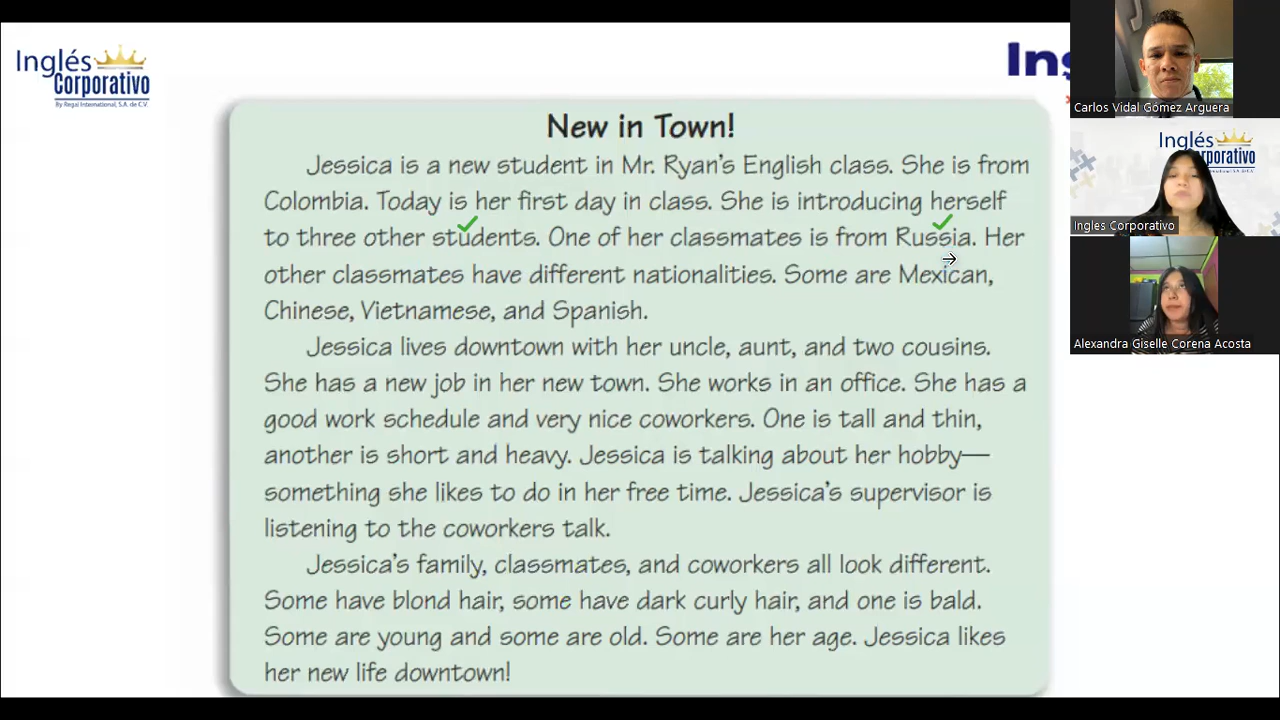 Inglés
Corporativo
By Regal International, S.A. de C.V.
Ing
New in Town!
Jessica is a new student in Mr. Ryan's English class. She is from
Colombia. Today is her first day in class. She is introducing herself
to three other students. One of her classmates is from Russia. Her
other classmates have different nationalities. Some are Mexican,
Chinese, Vietnamese, and Spanish.
Jessica lives downtown with her uncle, aunt, and two cousins.
She has a new job in her new town. She works in an office. She has a
good work schedule and very nice coworkers. One is tall and thin,
another is short and heavy. Jessica is talking about her hobby—
something she likes to do in her free time. Jessica's supervisor is
listening to the coworkers talk.
Jessica's family, classmates, and coworkers all look different.
Some have blond hair, some have dark curly hair, and one is bald.
Some are young and some are old. Some are her age. Jessica likes
her new life downtown!
Carlos Vidal Gómez Arguera
Inglés
orporativo
Ingles Corporativo
Alexandra Giselle Corena Acosta